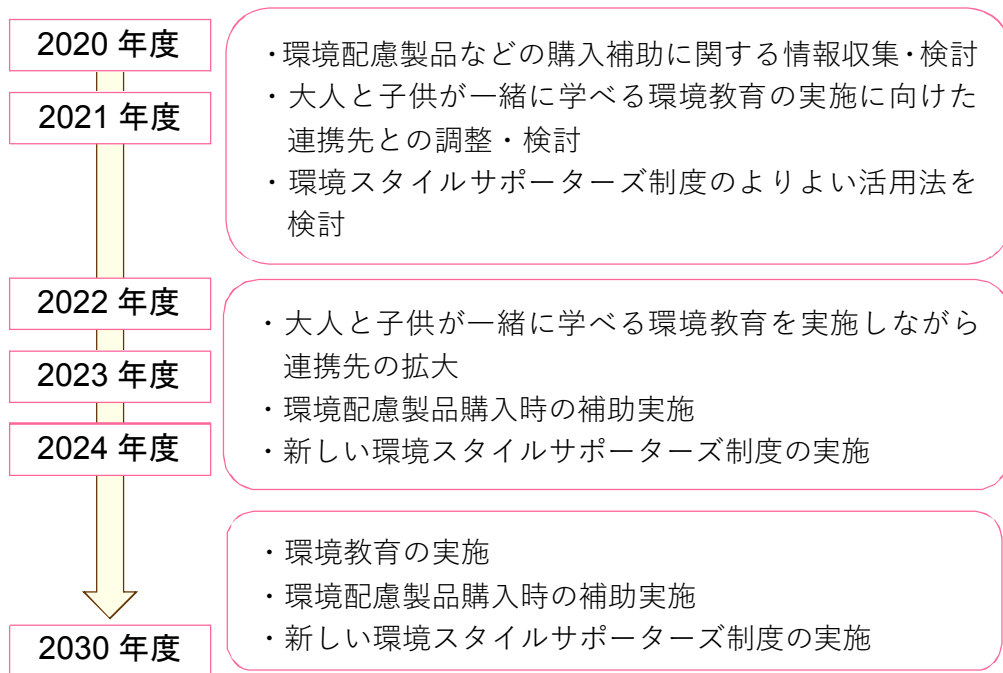 2020 年度
2021 年度
・環境配慮製品などの購入補助に関する情報収集・検討
・大人と子供が一緒に学べる環境教育の実施に向けた
連携先との調整・検討
・環境スタイルサポーターズ制度のよりよい活用法を
検討
2022 年度
2023 年度
2024 年度
・大人と子供が一緒に学べる環境教育を実施しながら
連携先の拡大
・環境配慮製品購入時の補助実施
・新しい環境スタイルサポーターズ制度の実施
2030 年度
・環境教育の実施
・環境配慮製品購入時の補助実施
・新しい環境スタイルサポーターズ制度の実施